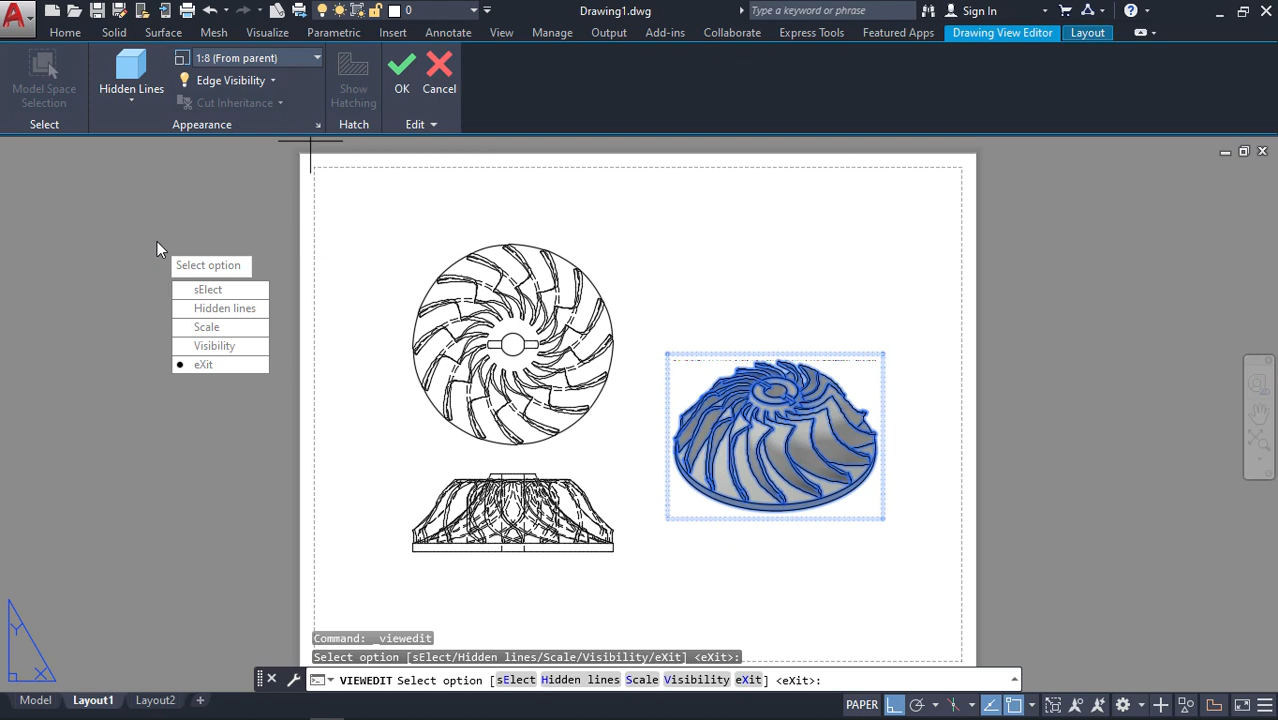 A
0
Drawing1.dwg
Type a keyword or phrase
Sign In
Home
Solid
Surface
Mesh
Visualize
Parametric
Insert
Annotate
View
Manage
Output
Add-ins
Collaborate
Express Tools
Featured Apps
Drawing View Editor
Layout
Model Space
Selection
Hidden Lines
1:8 (From parent)
Edge Visibility
Cut Inheritance
Show
Hatching
OK
Cancel
Select
Appearance
Hatch
Edit
Select option
sElect
Hidden lines
Scale
Visibility
eXit
Y
X
Command: _viewedit
Select option [sElect/Hidden lines/Scale/Visibility/eXit] <eXit>:
VIEWEDIT Select option [sElect Hidden lines Scale Visibility eXit] <eXit>:
Model
Layout1
Layout2
PAPER